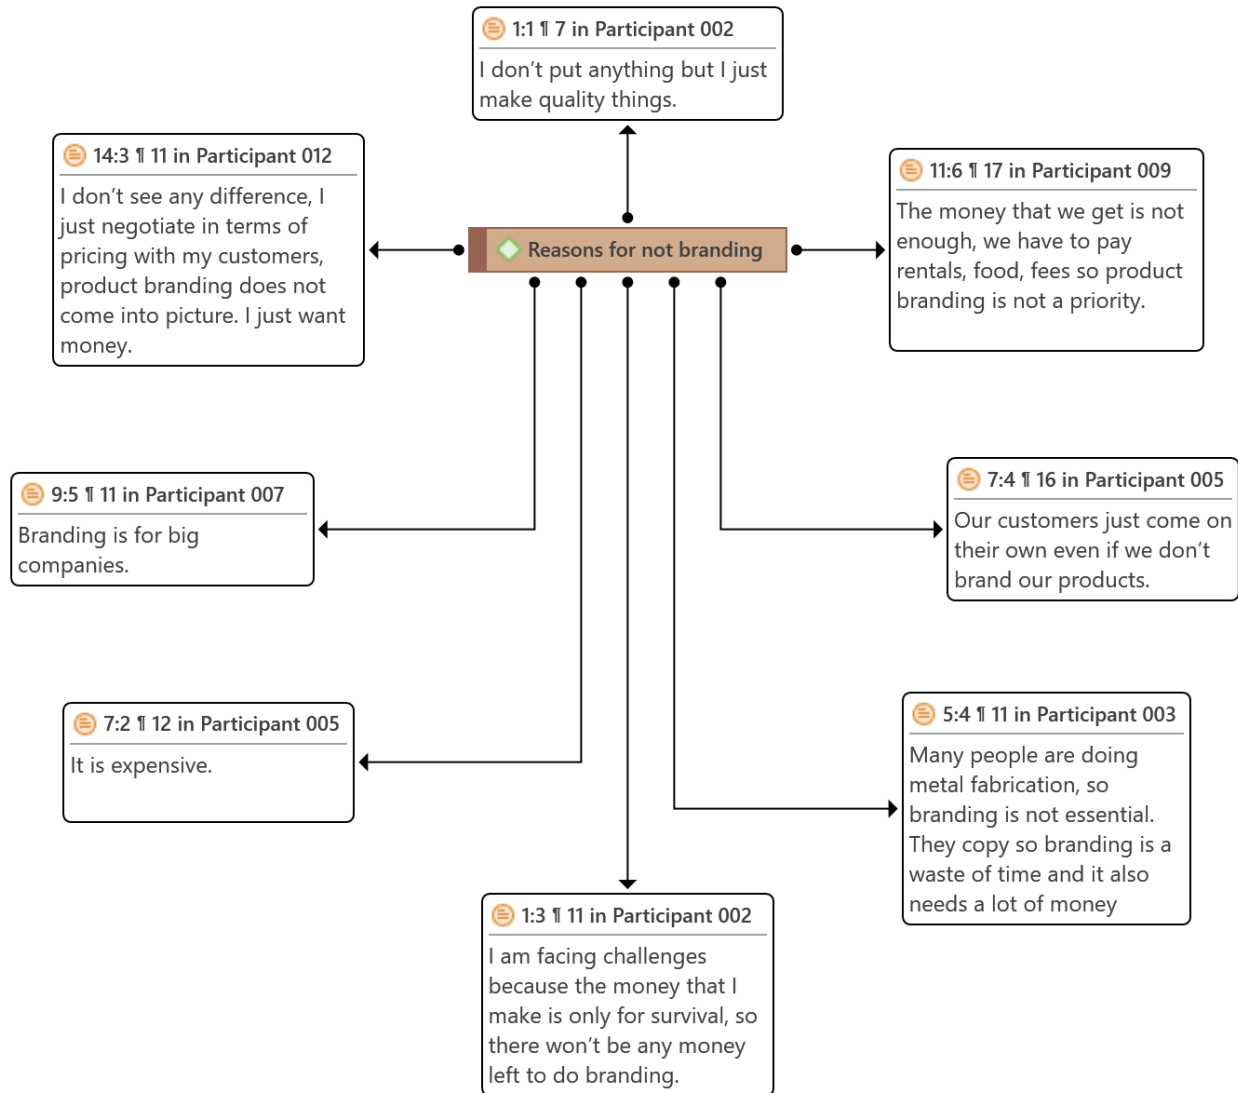 1:1 ¶ 7 in Participant 002
I don’t put anything but I just
make quality things.
14:3 ¶ 11 in Participant 012
I don’t see any difference, I
just negotiate in terms of
pricing with my customers,
product branding does not
come into picture. I just want
money.
Reasons for not branding
11:6 ¶ 17 in Participant 009
The money that we get is not
enough, we have to pay
rentals, food, fees so product
branding is not a priority.
9:5 ¶ 11 in Participant 007
Branding is for big
companies.
7:4 ¶ 16 in Participant 005
Our customers just come on
their own even if we don’t
brand our products.
7:2 ¶ 12 in Participant 005
It is expensive.
5:4 ¶ 11 in Participant 003
Many people are doing
metal fabrication, so
branding is not essential.
They copy so branding is a
waste of time and it also
needs a lot of money
1:3 ¶ 11 in Participant 002
I am facing challenges
because the money that I
make is only for survival, so
there won’t be any money
left to do branding.